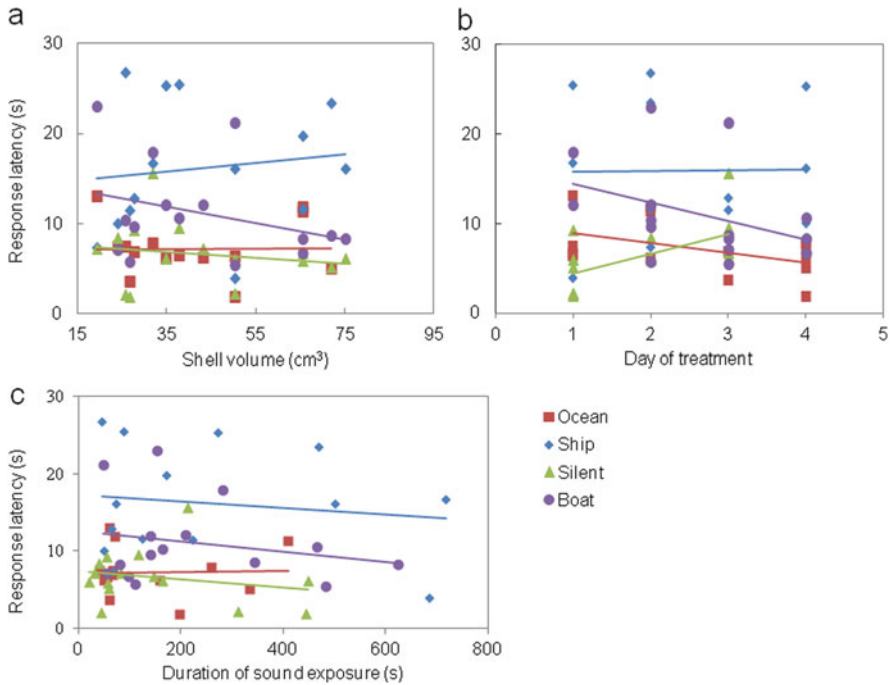 a
Response latency (s)
30
20
10
0
15 35 55 75 95
Shell volume (cm³)
b
30
20
10
0
0 1 2 3 4 5
Day of treatment
c
Response latency (s)
30
20
10
0
0 200 400 600 800
Duration of sound exposure (s)
Ocean
Ship
Silent
Boat